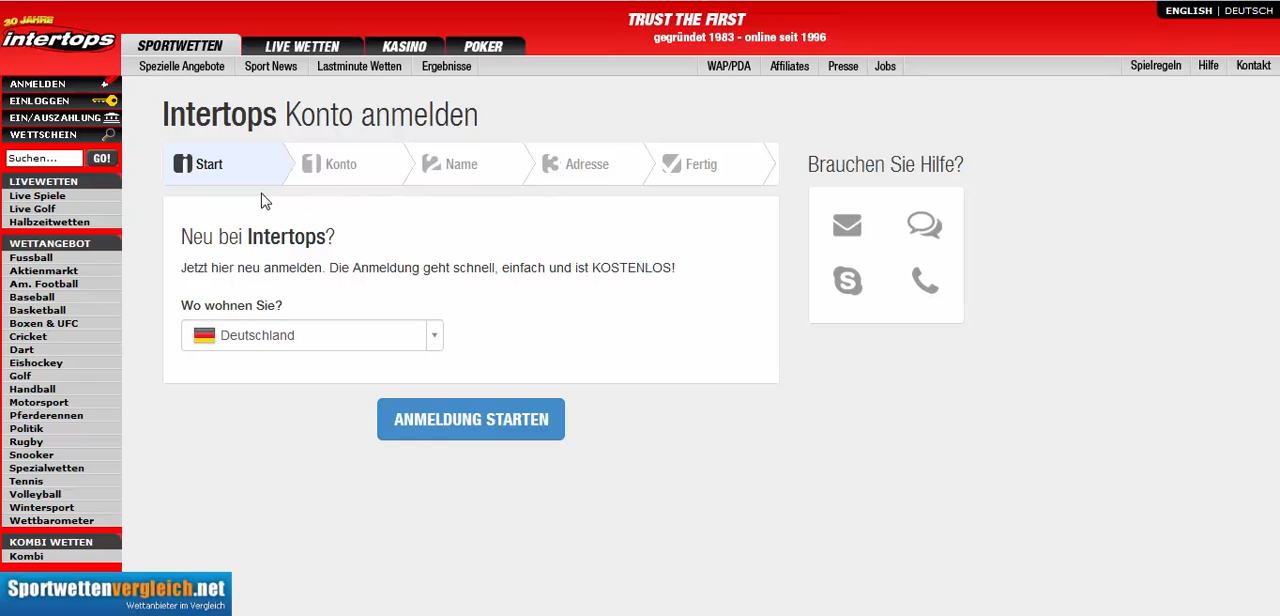 20 JAHRE
intertops
TRUST THE FIRST
gegründet 1983 - online seit 1996
ENGLISH | DEUTSCH
SPORTWETTEN
LIVE WETTEN
KASINO
POKER
Spezielle Angebote
Sport News
Lastminute Wetten
Ergebnisse
WAP/PDA
Affiliates
Presse
Jobs
Spielregeln
Hilfe
Kontakt
ANMELDEN
EINLOGGEN
EIN/AUSZAHLUNG
WETTSCHEIN
Suchen...
GO!
LIVEWETTEN
Live Spiele
Live Golf
Halbzeitwetten
WETTANGEBOT
Fussball
Aktienmarkt
Am. Football
Baseball
Basketball
Boxen & UFC
Cricket
Dart
Eishockey
Golf
Handball
Motorsport
Pferderennen
Politik
Rugby
Snooker
Spezialwetten
Tennis
Volleyball
Wintersport
Wettbarometer
KOMBI WETTEN
Kombi
Intertops Konto anmelden
Start
1 Konto
2 Name
3 Adresse
Fertig
Neu bei Intertops?
Jetzt hier neu anmelden. Die Anmeldung geht schnell, einfach und ist KOSTENLOS!
Wo wohnen Sie?
Deutschland
ANMELDUNG STARTEN
Brauchen Sie Hilfe?
Sportwettenvergleich.net
Wettanbieter im Vergleich